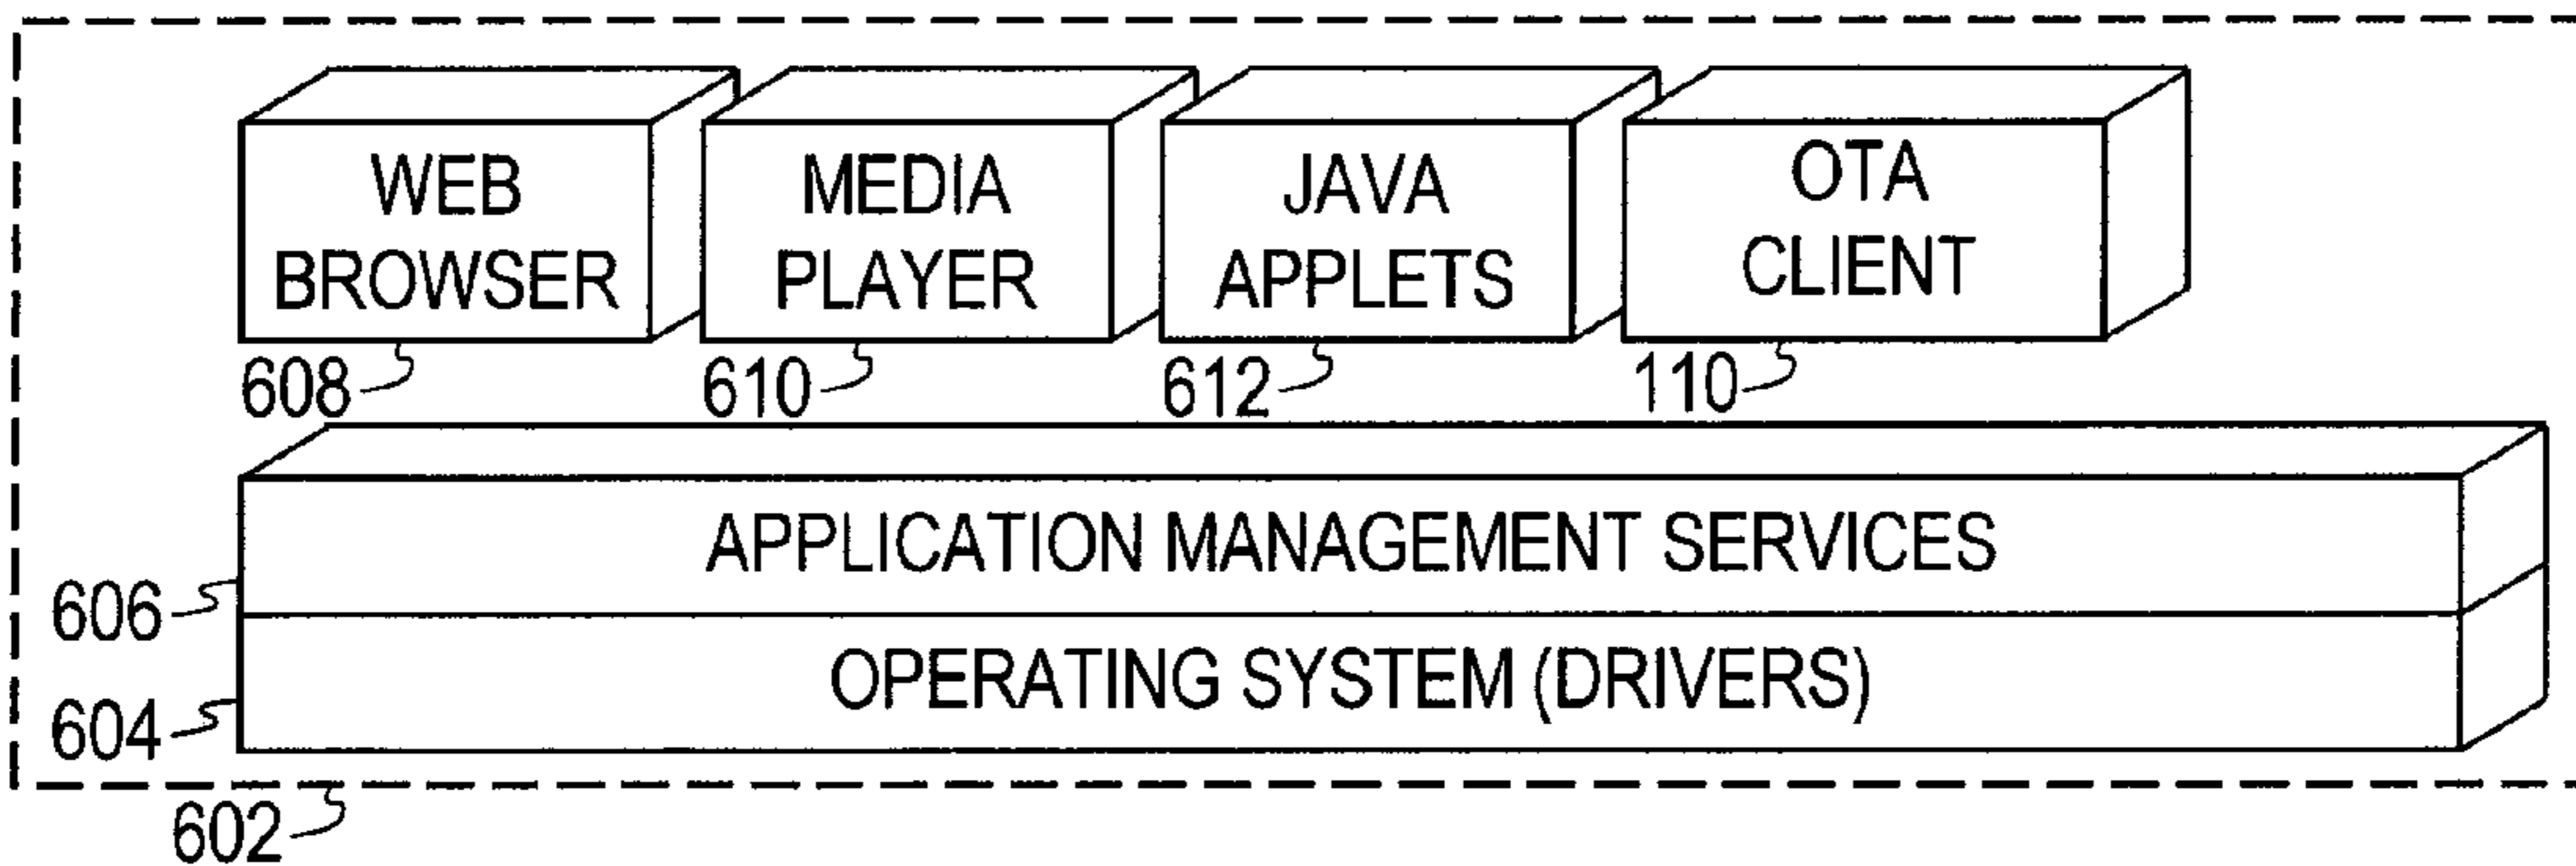 WEB
BROWSER
MEDIA
PLAYER
JAVA
APPLETS
OTA
CLIENT
608
610
612
110
APPLICATION MANAGEMENT SERVICES
606
OPERATING SYSTEM (DRIVERS)
604
602